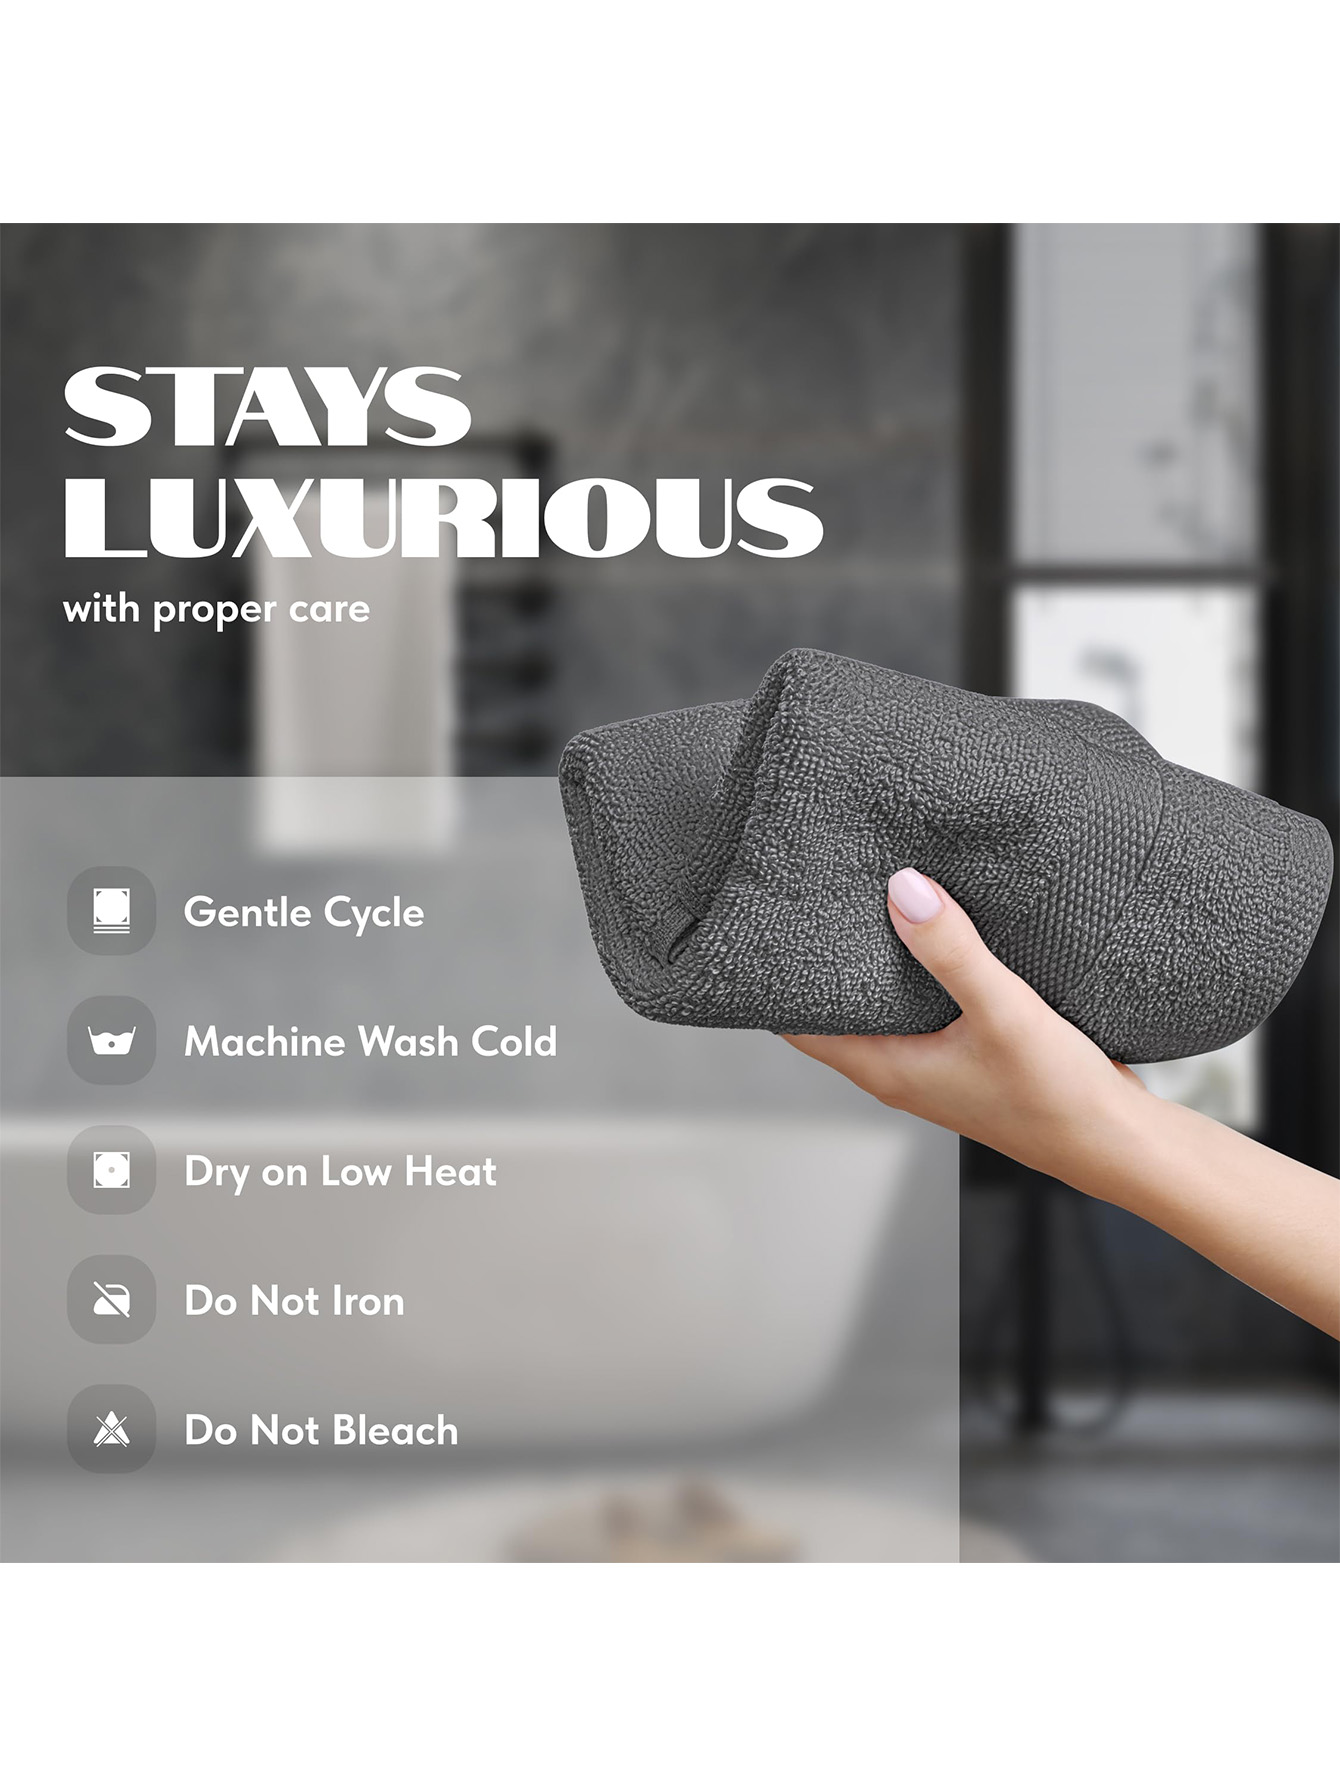 STAYS
LUXURIOUS
with proper care
Gentle Cycle
Machine Wash Cold
Dry on Low Heat
Do Not Iron
Do Not Bleach